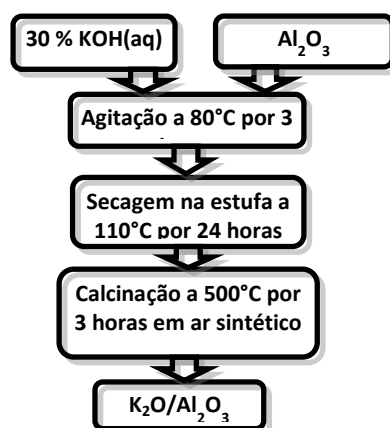 30 % KOH(aq)
Al₂O₃
Agitação a 80°C por 3
Secagem na estufa a
110°C por 24 horas
Calcinação a 500°C por
3 horas em ar sintético
K₂O/Al₂O₃